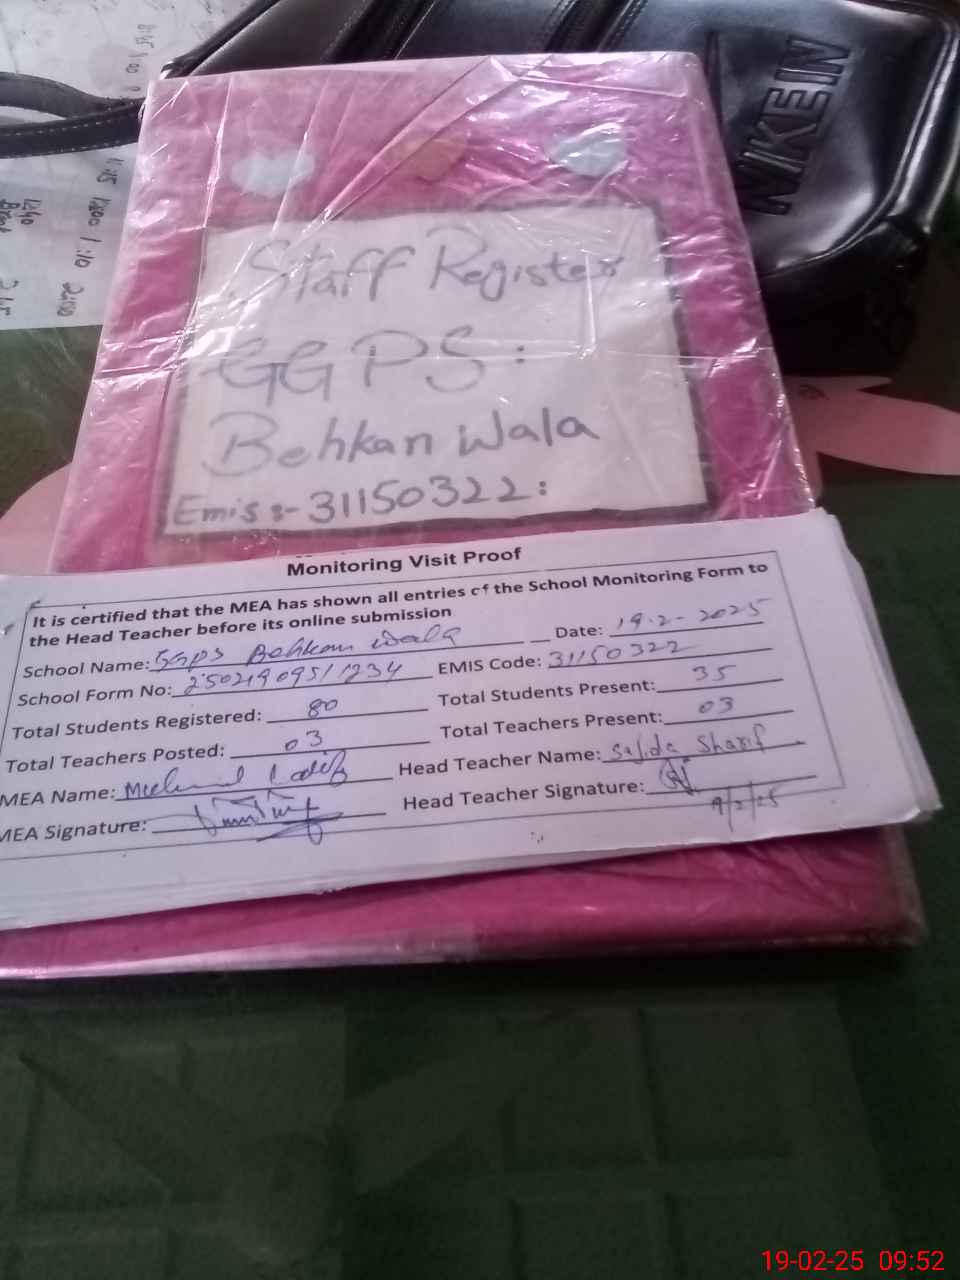 NIKEIN
Staff Register
GGPS:
Behkan Wala
Emis :- 31150322:
Monitoring Visit Proof
It is certified that the MEA has shown all entries of the School Monitoring Form to
the Head Teacher before its online submission
School Name: GGPS Behkan Wala Date: 19-2-2025
School Form No: EMIS Code: 31150322
Total Students Registered: 80 Total Students Present: 35
Total Teachers Posted: 03 Total Teachers Present: 03
MEA Name: Head Teacher Name: Sajida Sharif
MEA Signature: Head Teacher Signature:
19-02-25 09:52